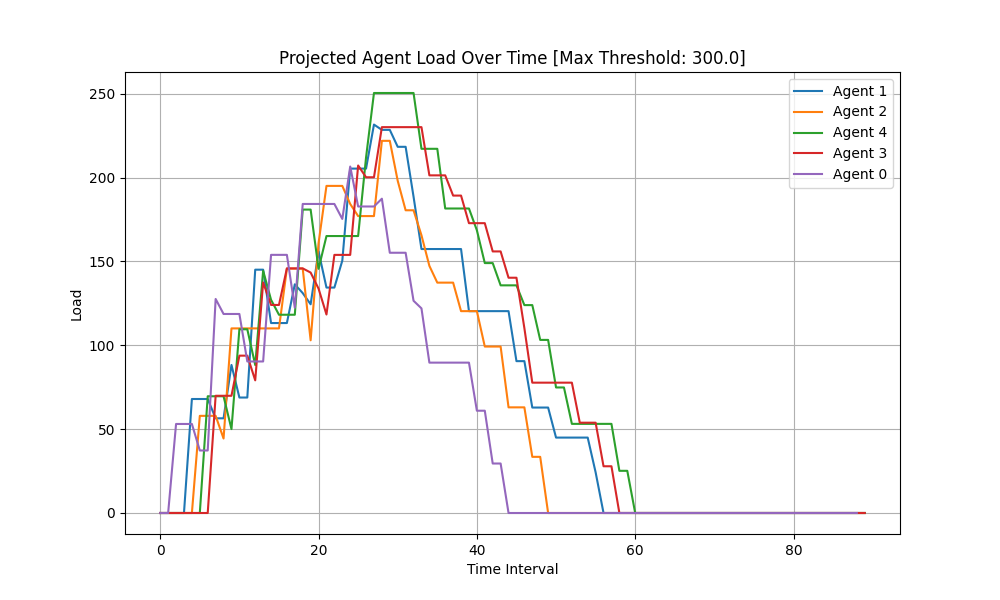 Projected Agent Load Over Time [Max Threshold: 300.0]
Load
250
200
150
100
50
0
0 20 40 60 80
Time Interval
Agent 1
Agent 2
Agent 4
Agent 3
Agent 0